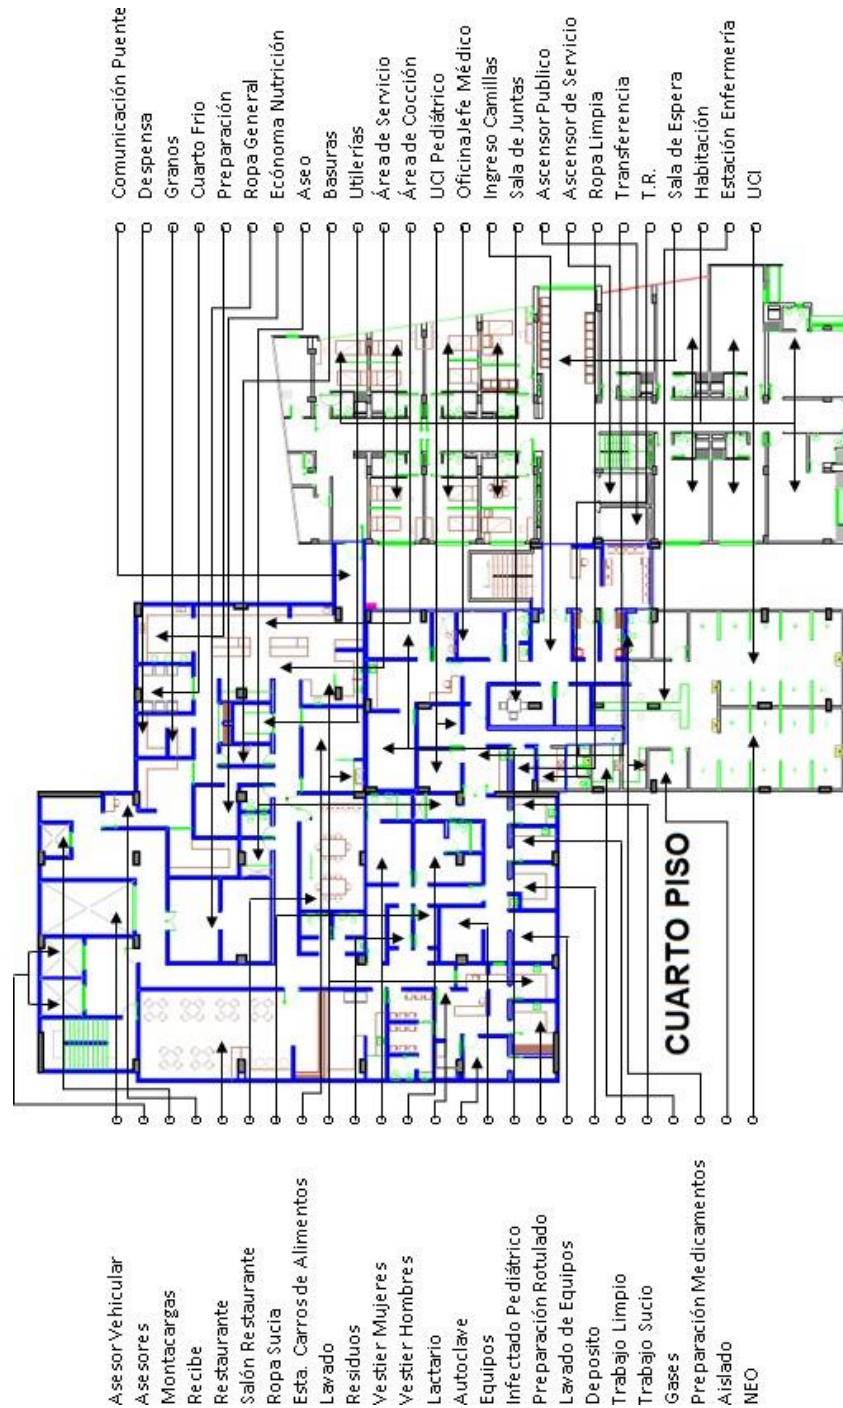 Comunicación Puente
Despensa
Granos
Cuarto Frio
Preparación
Ropa General
Ecónoma Nutrición
Aseo
Basuras
Utilerías
Área de Servicio
Área de Cocción
UCI Pediátrico
Oficina Jefe Médico
Ingreso Camillas
Sala de Juntas
Ascensor Publico
Ascensor de Servicio
Ropa Limpia
Transferencia
T.R.
Sala de Espera
Habitación
Estación Enfermería
UCI
CUARTO PISO
Asesor Vehicular
Asesores
Montacargas
Recibe
Restaurante
Salón Restaurante
Ropa Sucia
Esta. Carros de Alimentos
Lavado
Residuos
Vestier Mujeres
Vestier Hombres
Lactario
Autoclave
Equipos
Infectado Pediátrico
Preparación Rotulado
Lavado de Equipos
Deposito
Trabajo Limpio
Trabajo Sucio
Gases
Preparación Medicamentos
Aislado
NEO